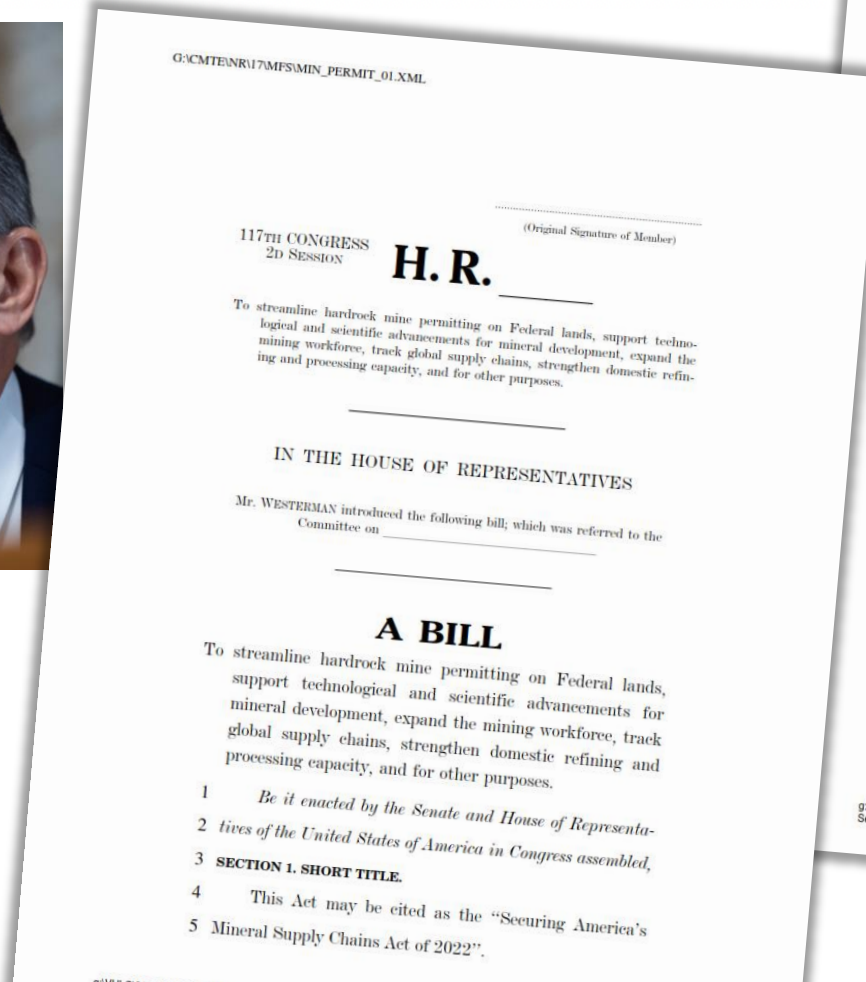 G:\CMTE\NR\17\MFS\MIN_PERMIT_01.XML
(Original Signature of Member)
117TH CONGRESS
2D SESSION
H. R.
To streamline hardrock mine permitting on Federal lands, support techno-
logical and scientific advancements for mineral development, expand the
mining workforce, track global supply chains, strengthen domestic refin-
ing and processing capacity, and for other purposes.
IN THE HOUSE OF REPRESENTATIVES
Mr. WESTERMAN introduced the following bill; which was referred to the
Committee on
A BILL
To streamline hardrock mine permitting on Federal lands,
support technological and scientific advancements for
mineral development, expand the mining workforce, track
global supply chains, strengthen domestic refining and
processing capacity, and for other purposes.
1 Be it enacted by the Senate and House of Representa-
2 tives of the United States of America in Congress assembled,
3 SECTION 1. SHORT TITLE.
4 This Act may be cited as the “Securing America’s
5 Mineral Supply Chains Act of 2022”.